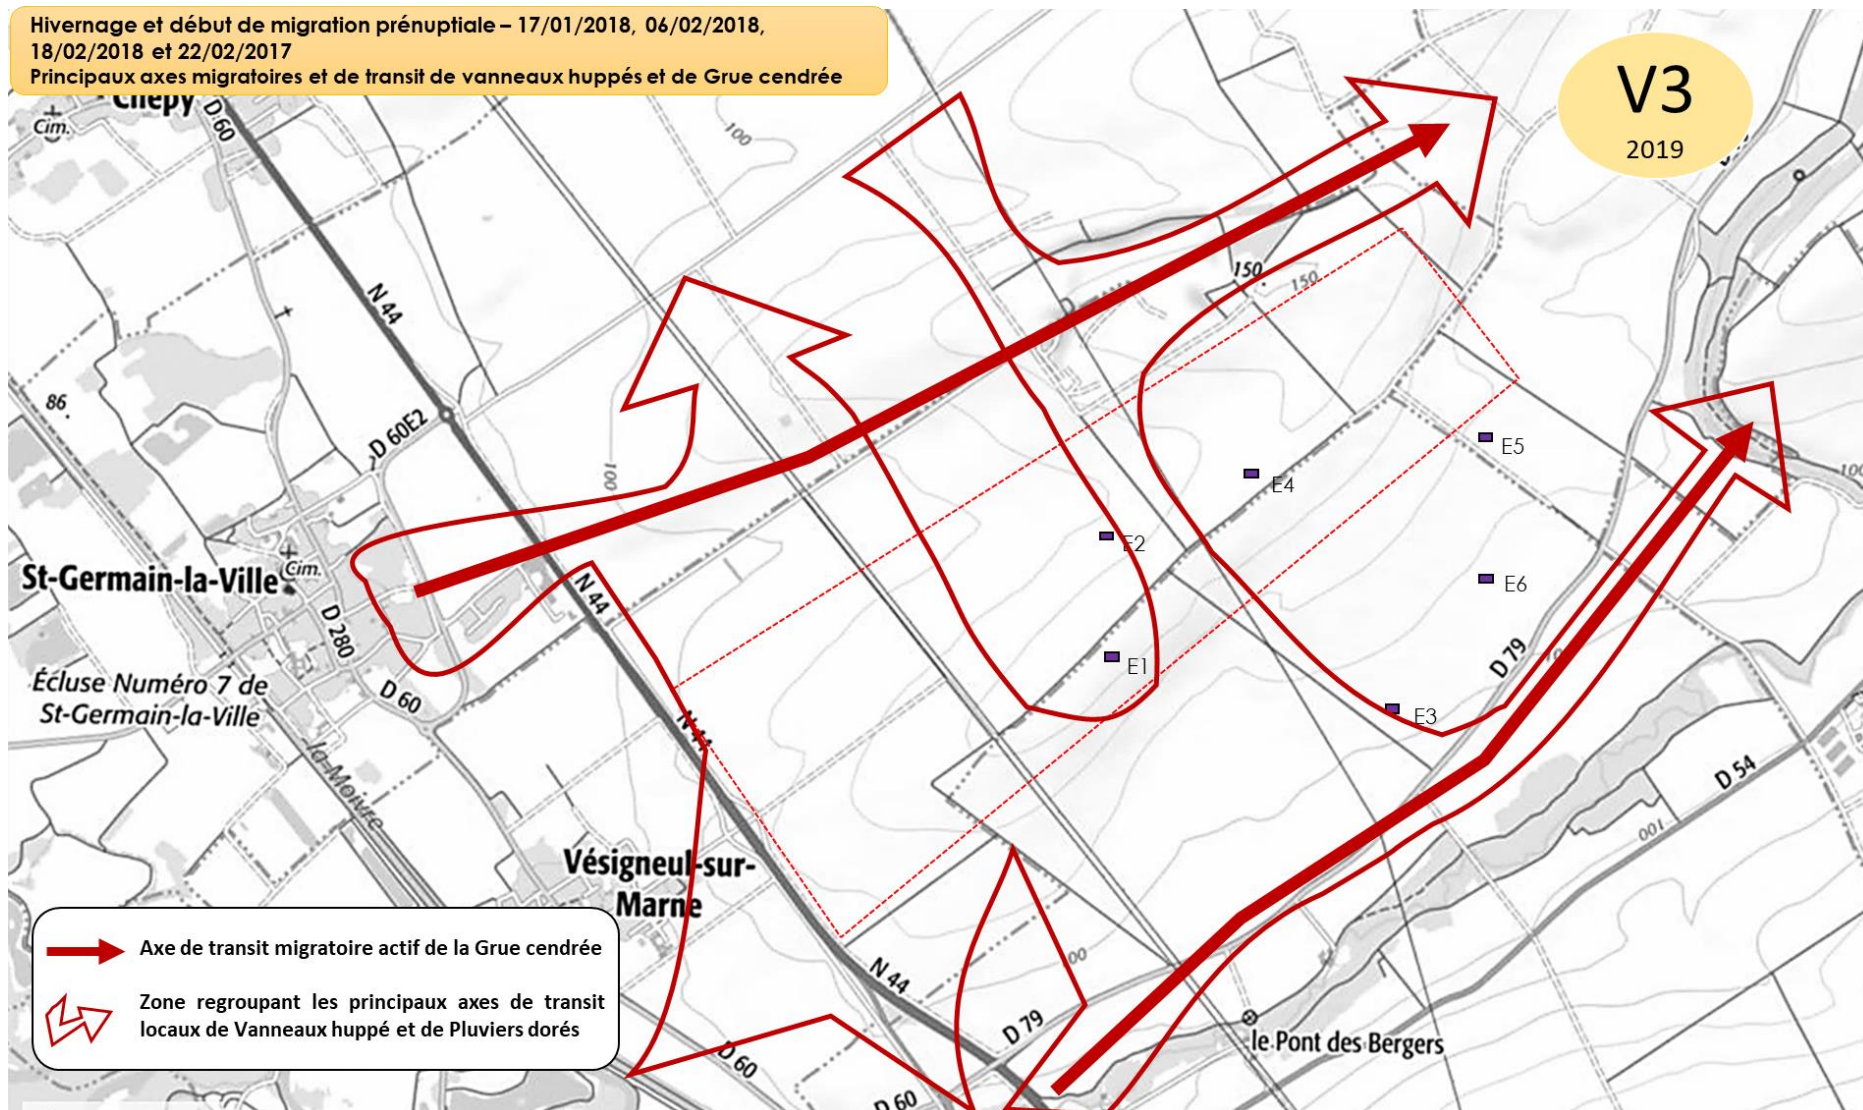 Hivernage et début de migration prénuptiale – 17/01/2018, 06/02/2018,
18/02/2018 et 22/02/2017
Principaux axes migratoires et de transit de vanneaux huppés et de Grue cendrée
V3
2019
Chepy
Cim.
D 60
100
N 44
150
150
86
D 60E2
100
E5
E4
E2
E6
E1
E3
St-Germain-la-Ville
Cim.
N 44
D 280
D 79
100
Écluse Numéro 7 de
St-Germain-la-Ville
D 60
N 44
la Moivre
D 54
001
Vésigneul-sur-
Marne
N 44
00
D 79
le Pont des Bergers
D 60
D 60
Axe de transit migratoire actif de la Grue cendrée
Zone regroupant les principaux axes de transit
locaux de Vanneaux huppé et de Pluviers dorés